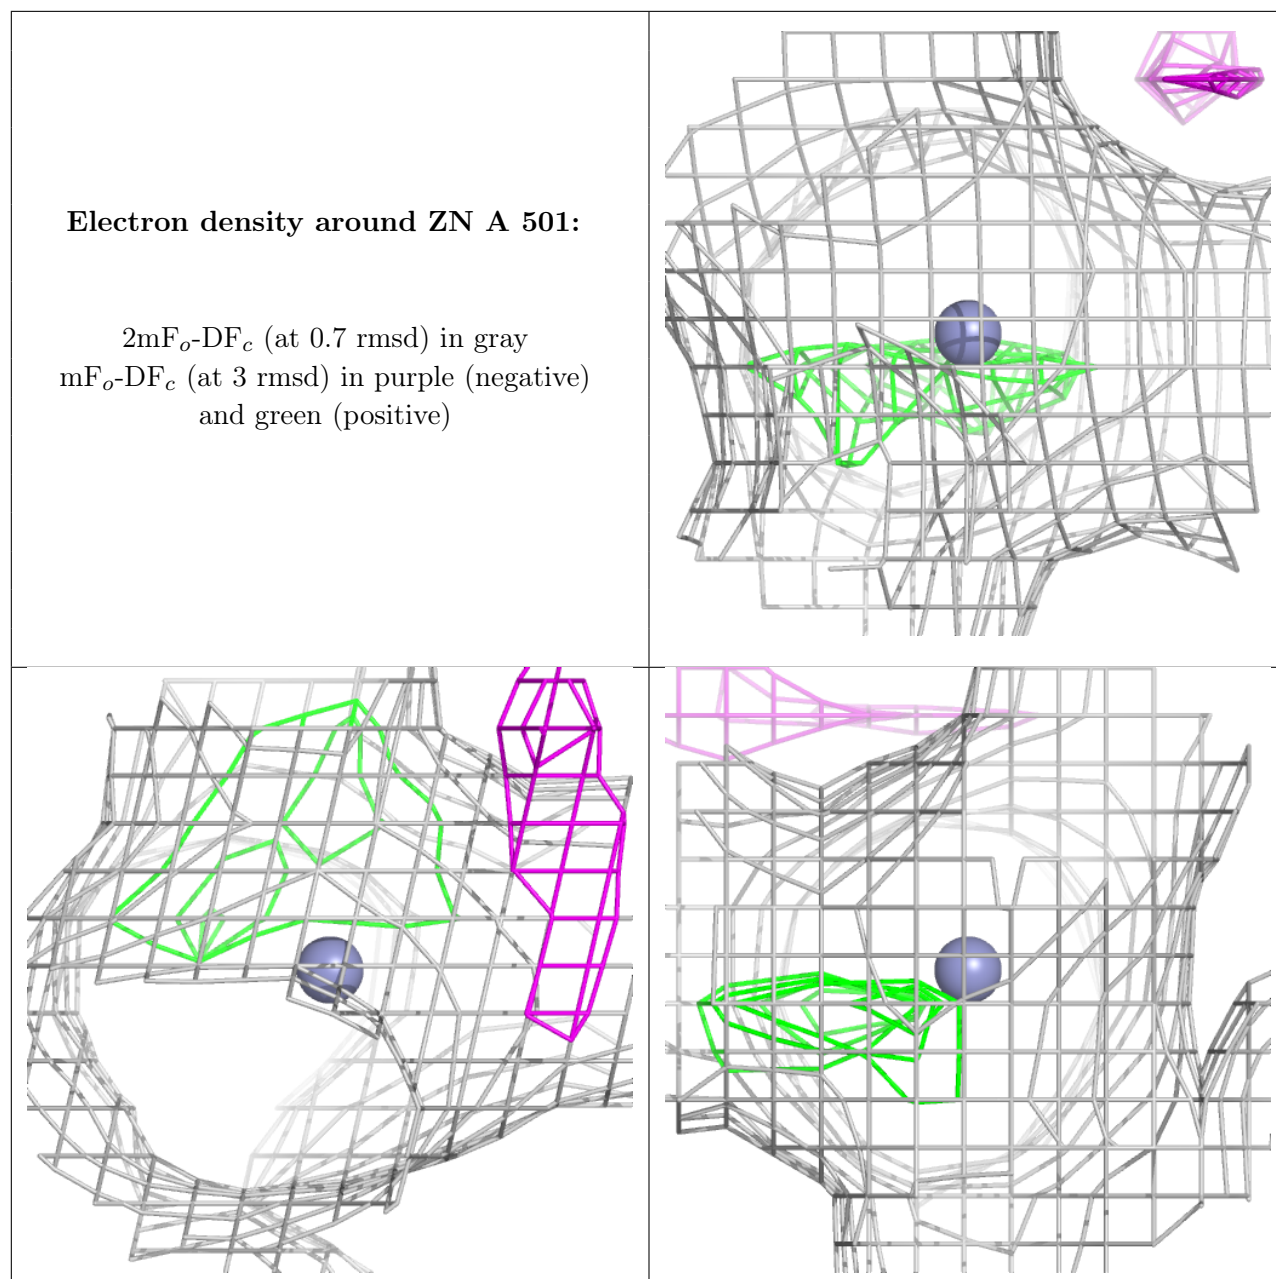 Electron density around ZN A 501:
2mFo-DFc (at 0.7 rmsd) in gray
mFo-DFc (at 3 rmsd) in purple (negative)
and green (positive)